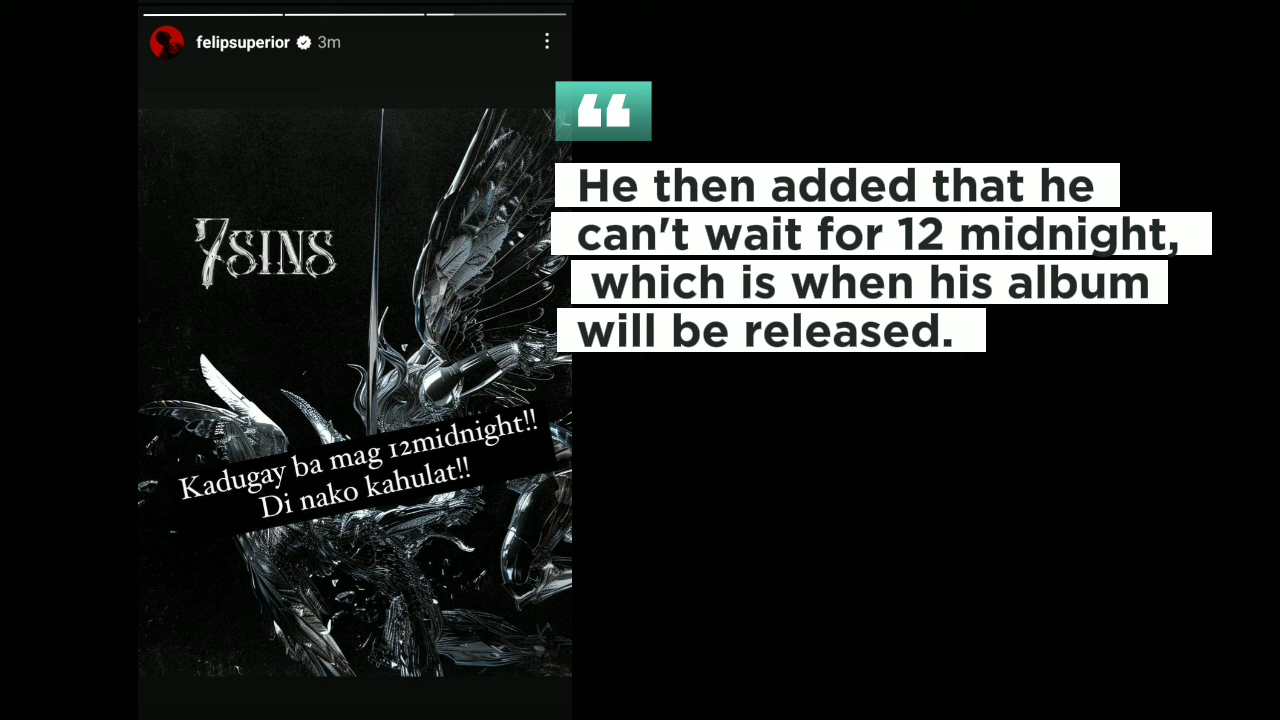 felipsuperior 3m
7SINS
Kadugay ba mag 12midnight!!
Di nako kahulat!!
He then added that he
can't wait for 12 midnight,
which is when his album
will be released.